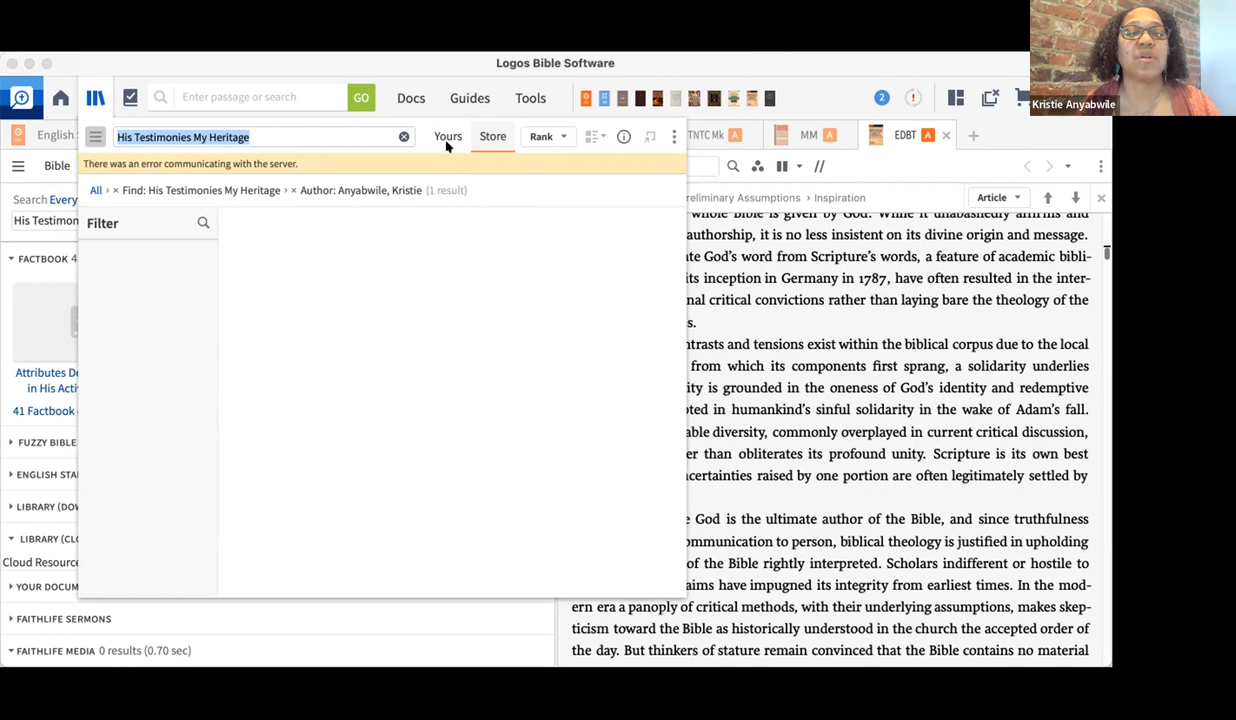 Logos Bible Software
Kristie Anyabwile
Enter passage or search
GO
Docs
Guides
Tools
2
English
His Testimonies My Heritage
Yours
Store
Rank
TNTC Mk
A
MM
A
EDBT
A
Bible
There was an error communicating with the server.
All › × Find: His Testimonies My Heritage › × Author: Anyabwile, Kristie (1 result)
reliminary Assumptions › Inspiration
Article
Search Every
His Testimon
Filter
FACTBOOK 4
Attributes De
in His Acti
41 Factbook
FUZZY BIBLE
ENGLISH STA
LIBRARY (DOW
LIBRARY (CLO
Cloud Resource
YOUR DOCUM
FAITHLIFE SERMONS
FAITHLIFE MEDIA 0 results (0.70 sec)
whole Bible is given by God. While it unabashedly affirms and
authorship, it is no less insistent on its divine origin and message.
te God's word from Scripture's words, a feature of academic bibli-
its inception in Germany in 1787, have often resulted in the inter-
nal critical convictions rather than laying bare the theology of the
s.
ntrasts and tensions exist within the biblical corpus due to the local
from which its components first sprang, a solidarity underlies
ity is grounded in the oneness of God's identity and redemptive
oted in humankind's sinful solidarity in the wake of Adam's fall.
able diversity, commonly overplayed in current critical discussion,
er than obliterates its profound unity. Scripture is its own best
certainties raised by one portion are often legitimately settled by
e God is the ultimate author of the Bible, and since truthfulness
ommunication to person, biblical theology is justified in upholding
of the Bible rightly interpreted. Scholars indifferent or hostile to
aims have impugned its integrity from earliest times. In the mod-
ern era a panoply of critical methods, with their underlying assumptions, makes skep-
ticism toward the Bible as historically understood in the church the accepted order of
the day. But thinkers of stature remain convinced that the Bible contains no material